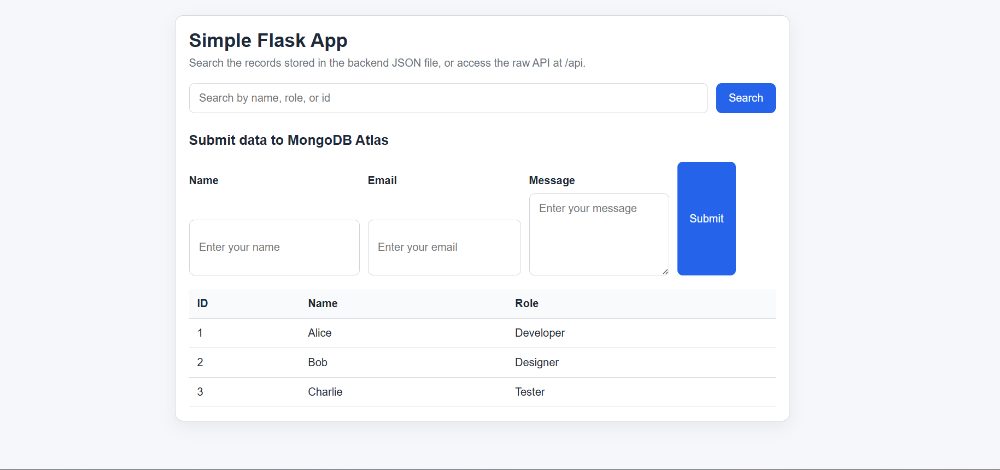 Simple Flask App
Search the records stored in the backend JSON file, or access the raw API at /api.
Search by name, role, or id
Search
Submit data to MongoDB Atlas
Name
Email
Message
Enter your name
Enter your email
Enter your message
Submit
ID Name Role
1 Alice Developer
2 Bob Designer
3 Charlie Tester